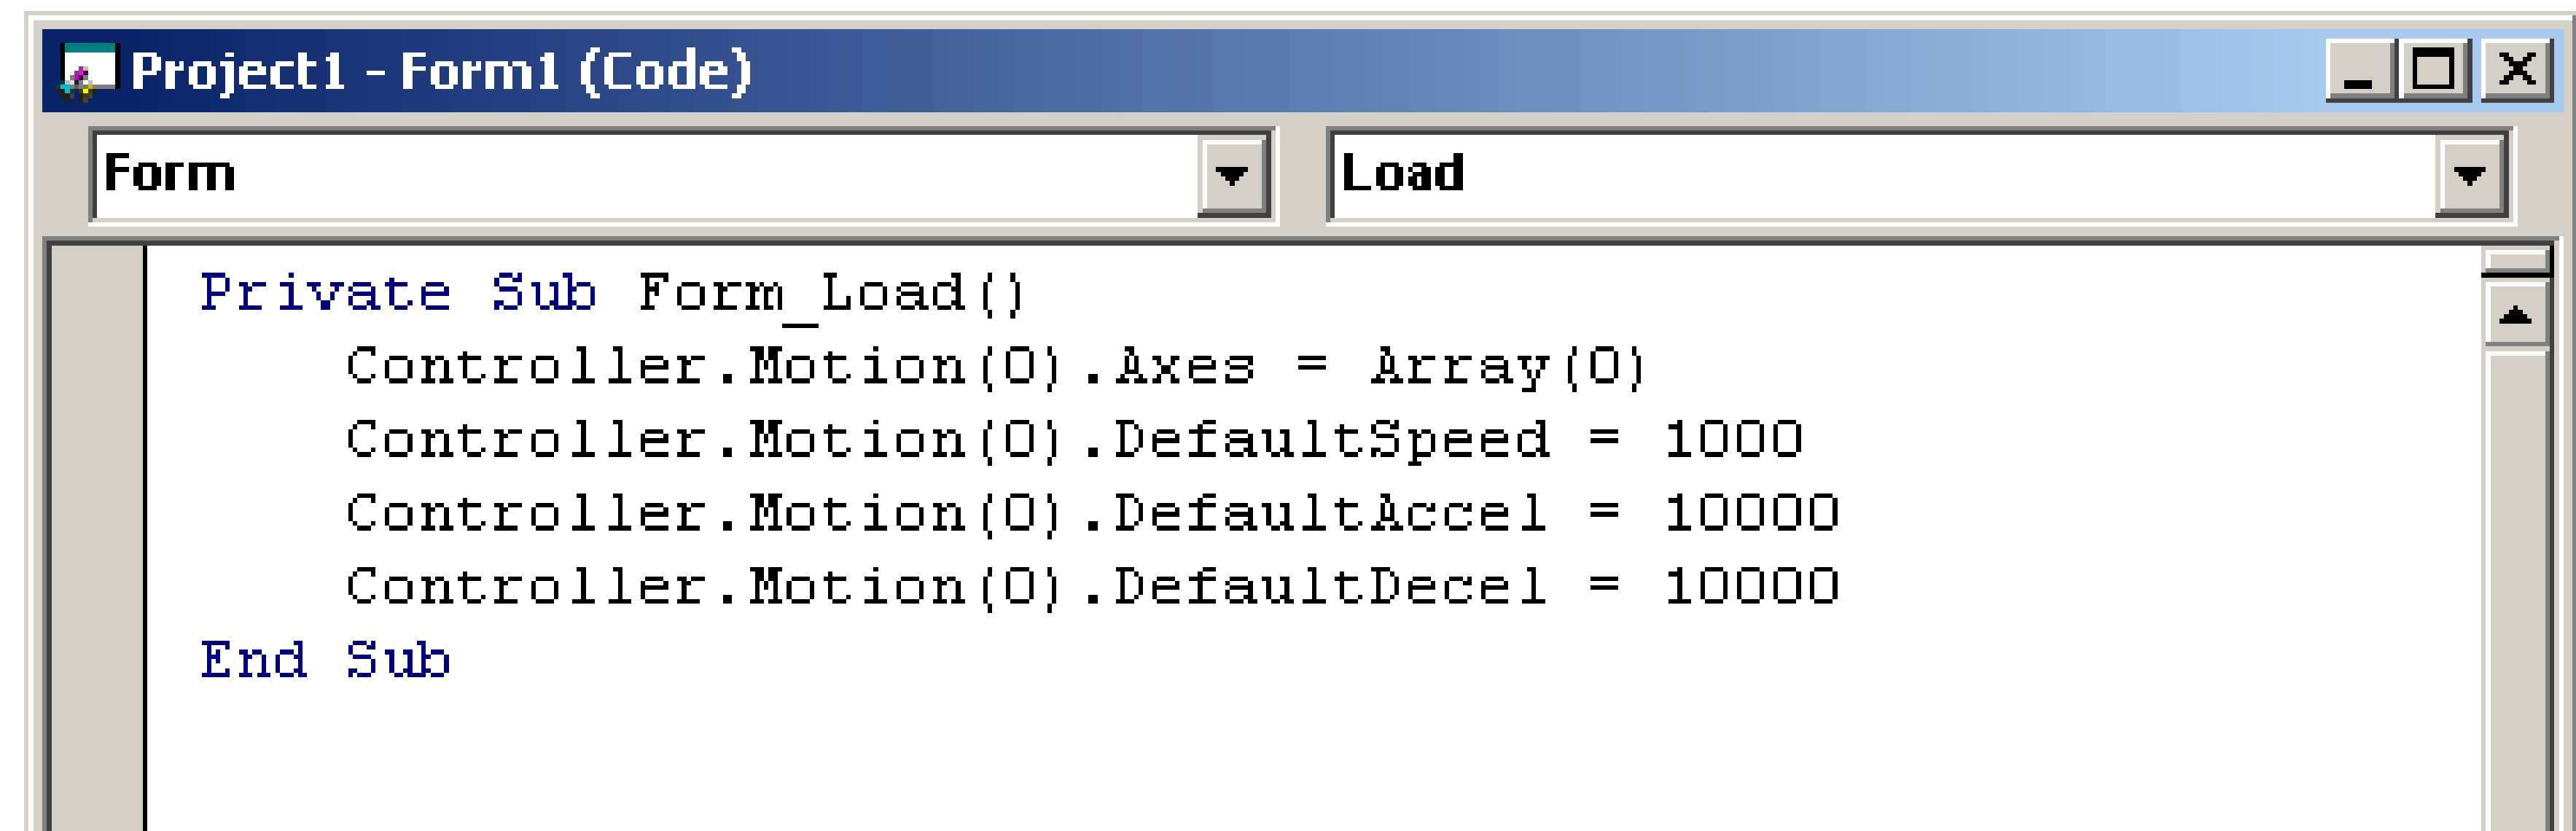 Project1 - Form1 (Code)
Form Load
Private Sub Form_Load()
    Controller.Motion(0).Axes = Array(0)
    Controller.Motion(0).DefaultSpeed = 1000
    Controller.Motion(0).DefaultAccel = 10000
    Controller.Motion(0).DefaultDecel = 10000
End Sub